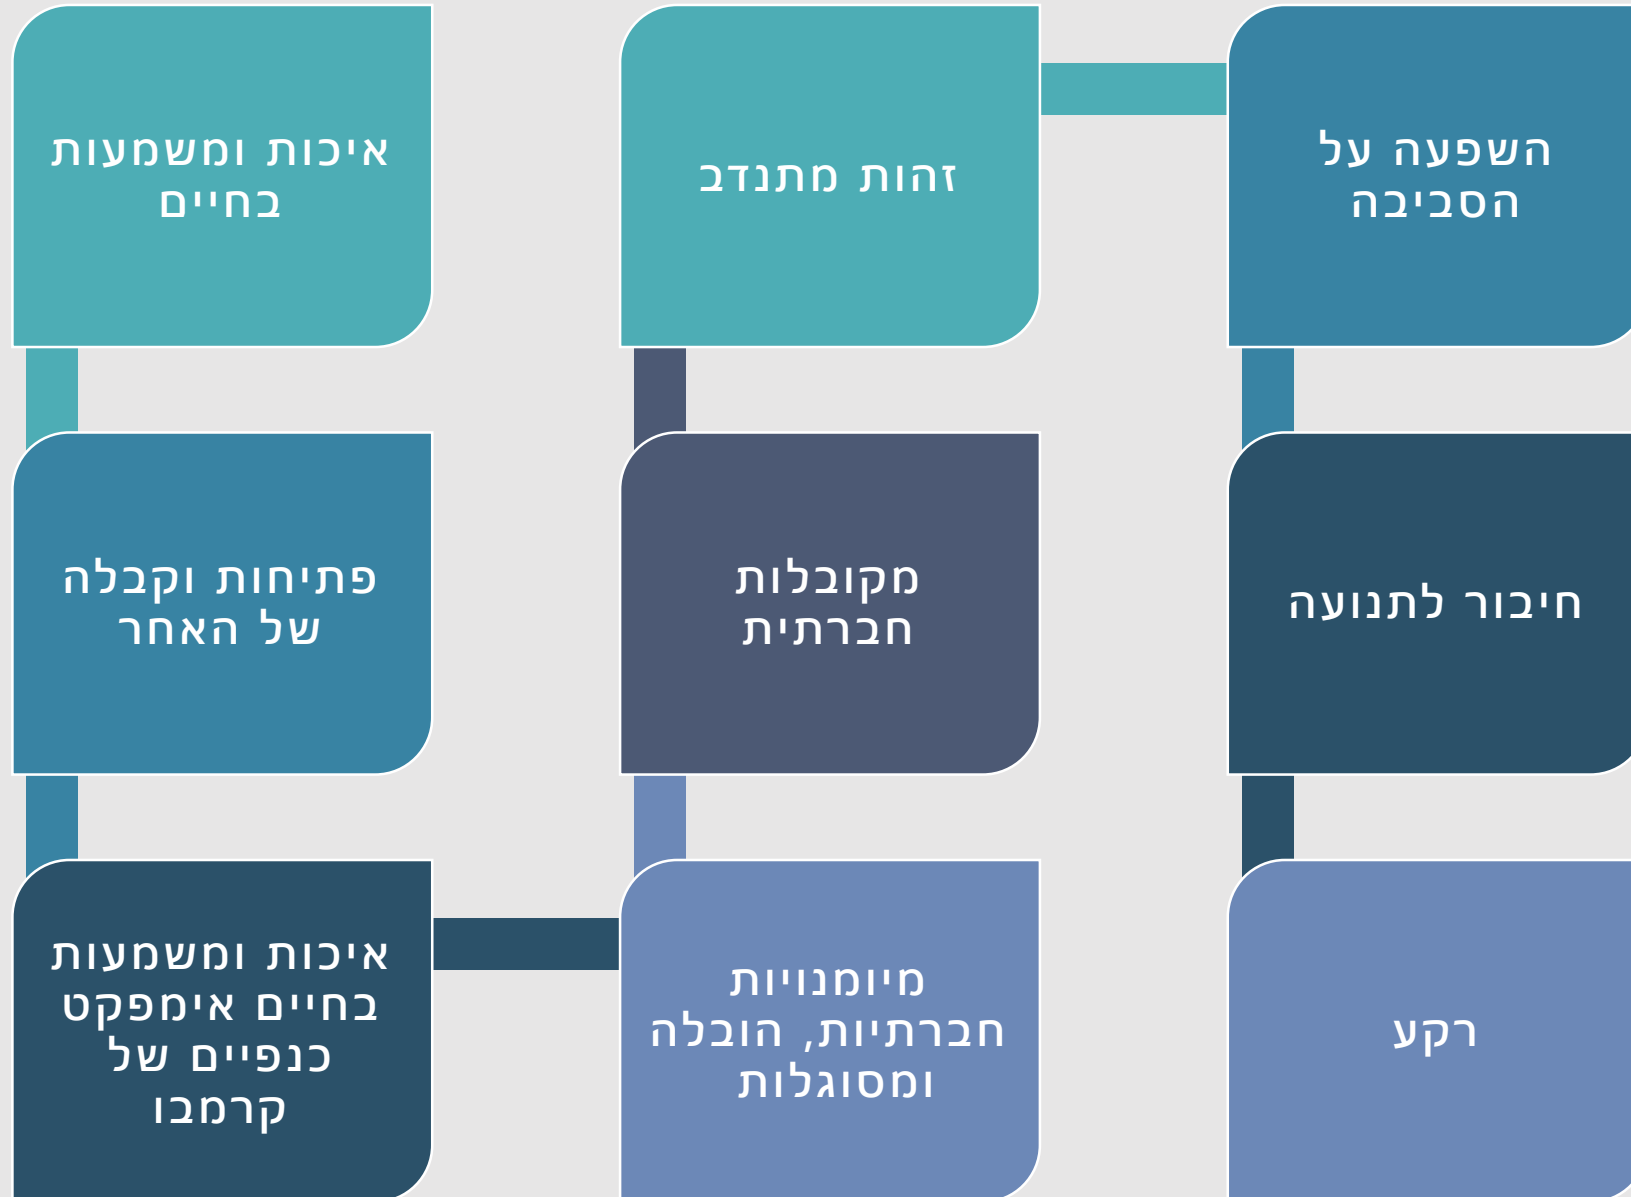 השפעה על
הסביבה
זהות מתנדב
איכות ומשמעות
בחיים
חיבור לתנועה
מקובלות
חברתית
פתיחות וקבלה
של האחר
רקע
מיומנויות
חברתיות, הובלה
ומסוגלות
איכות ומשמעות
בחיים אימפקט
כנפיים של
קרמבו